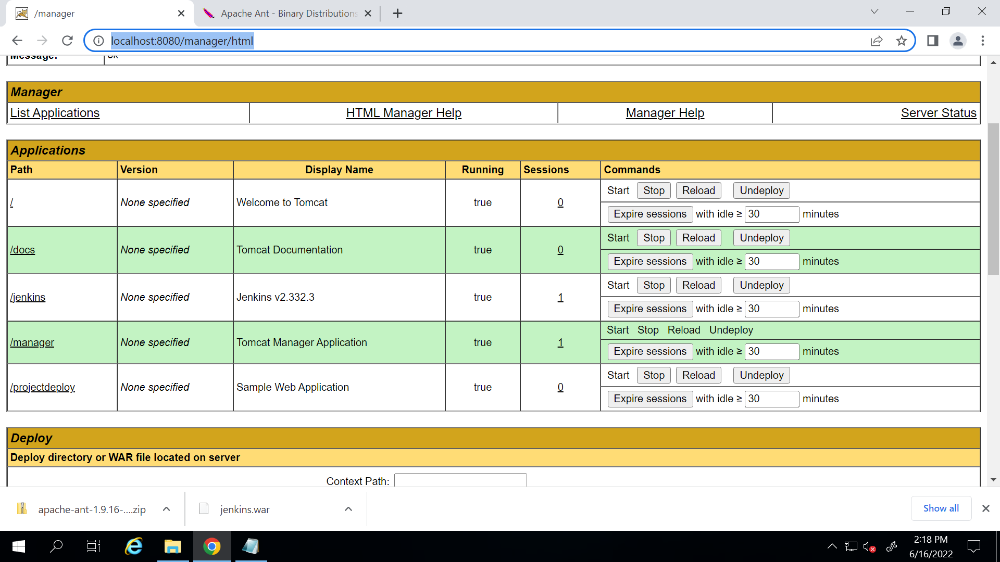 /manager
Apache Ant - Binary Distributions
localhost:8080/manager/html
Message: OK
Manager
List Applications HTML Manager Help Manager Help Server Status
Applications
Path Version Display Name Running Sessions Commands
/ None specified Welcome to Tomcat true 0
Start Stop Reload Undeploy
Expire sessions with idle ≥ 30 minutes
/docs None specified Tomcat Documentation true 0
Start Stop Reload Undeploy
Expire sessions with idle ≥ 30 minutes
/jenkins None specified Jenkins v2.332.3 true 1
Start Stop Reload Undeploy
Expire sessions with idle ≥ 30 minutes
/manager None specified Tomcat Manager Application true 1
Start Stop Reload Undeploy
Expire sessions with idle ≥ 30 minutes
/projectdeploy None specified Sample Web Application true 0
Start Stop Reload Undeploy
Expire sessions with idle ≥ 30 minutes
Deploy
Deploy directory or WAR file located on server
Context Path:
apache-ant-1.9.16-....zip
jenkins.war
Show all
2:18 PM
6/16/2022